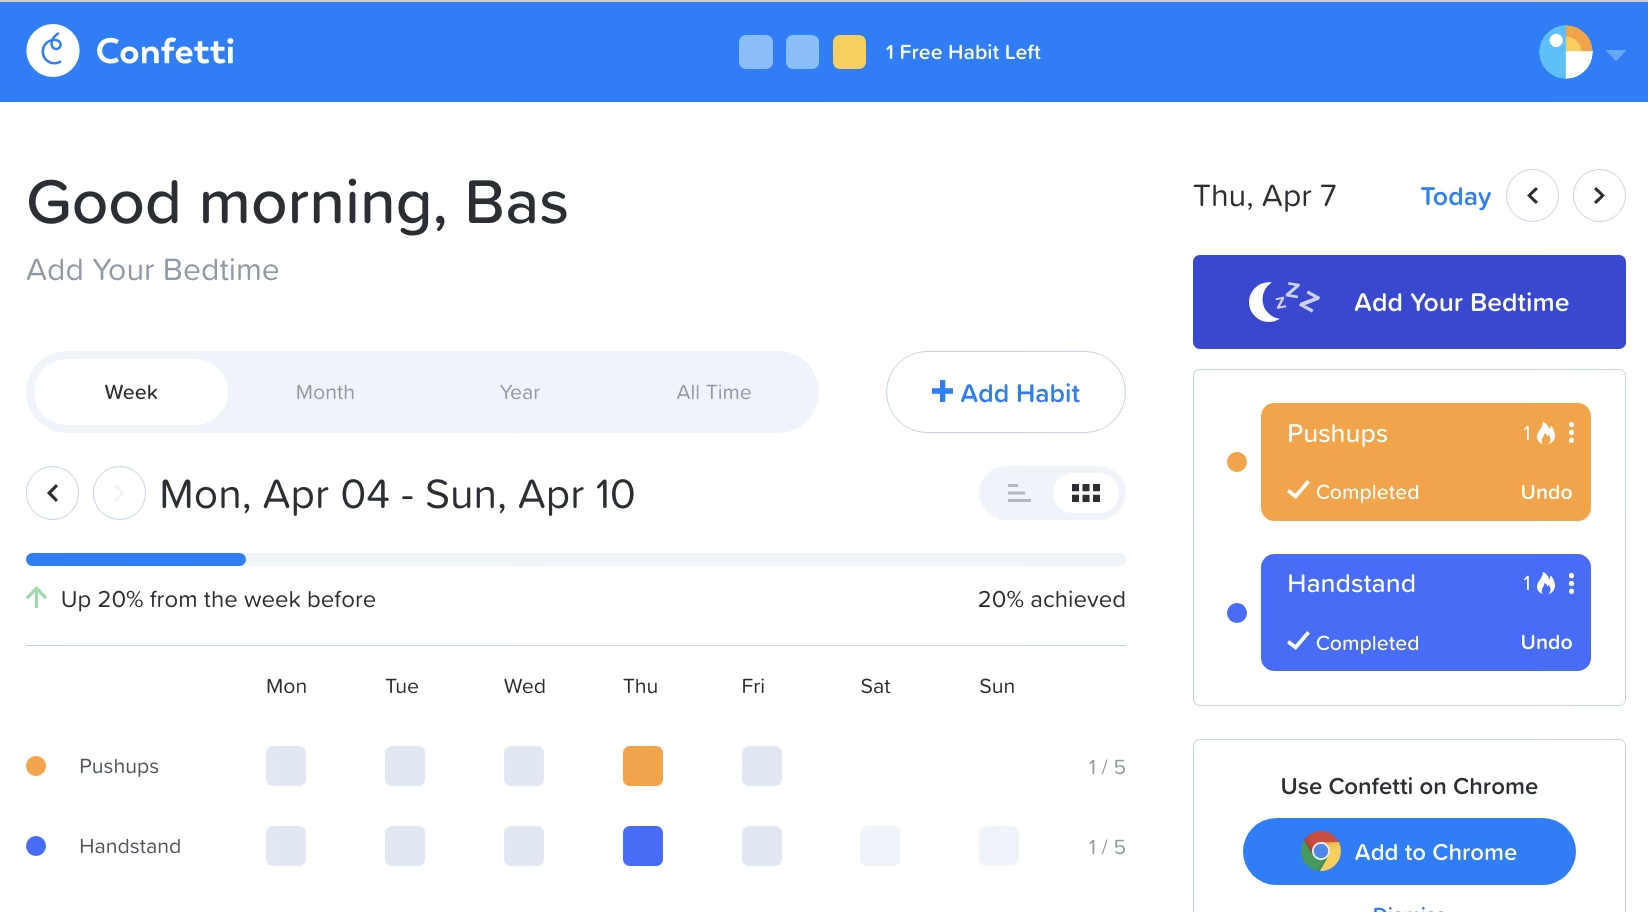 Confetti
1 Free Habit Left
Good morning, Bas
Add Your Bedtime
Week Month Year All Time
Add Habit
Mon, Apr 04 - Sun, Apr 10
Up 20% from the week before
20% achieved
Mon Tue Wed Thu Fri Sat Sun
Pushups 1 / 5
Handstand 1 / 5
Thu, Apr 7 Today
z z z Add Your Bedtime
Pushups 1
Completed Undo
Handstand 1
Completed Undo
Use Confetti on Chrome
Add to Chrome
Dismiss